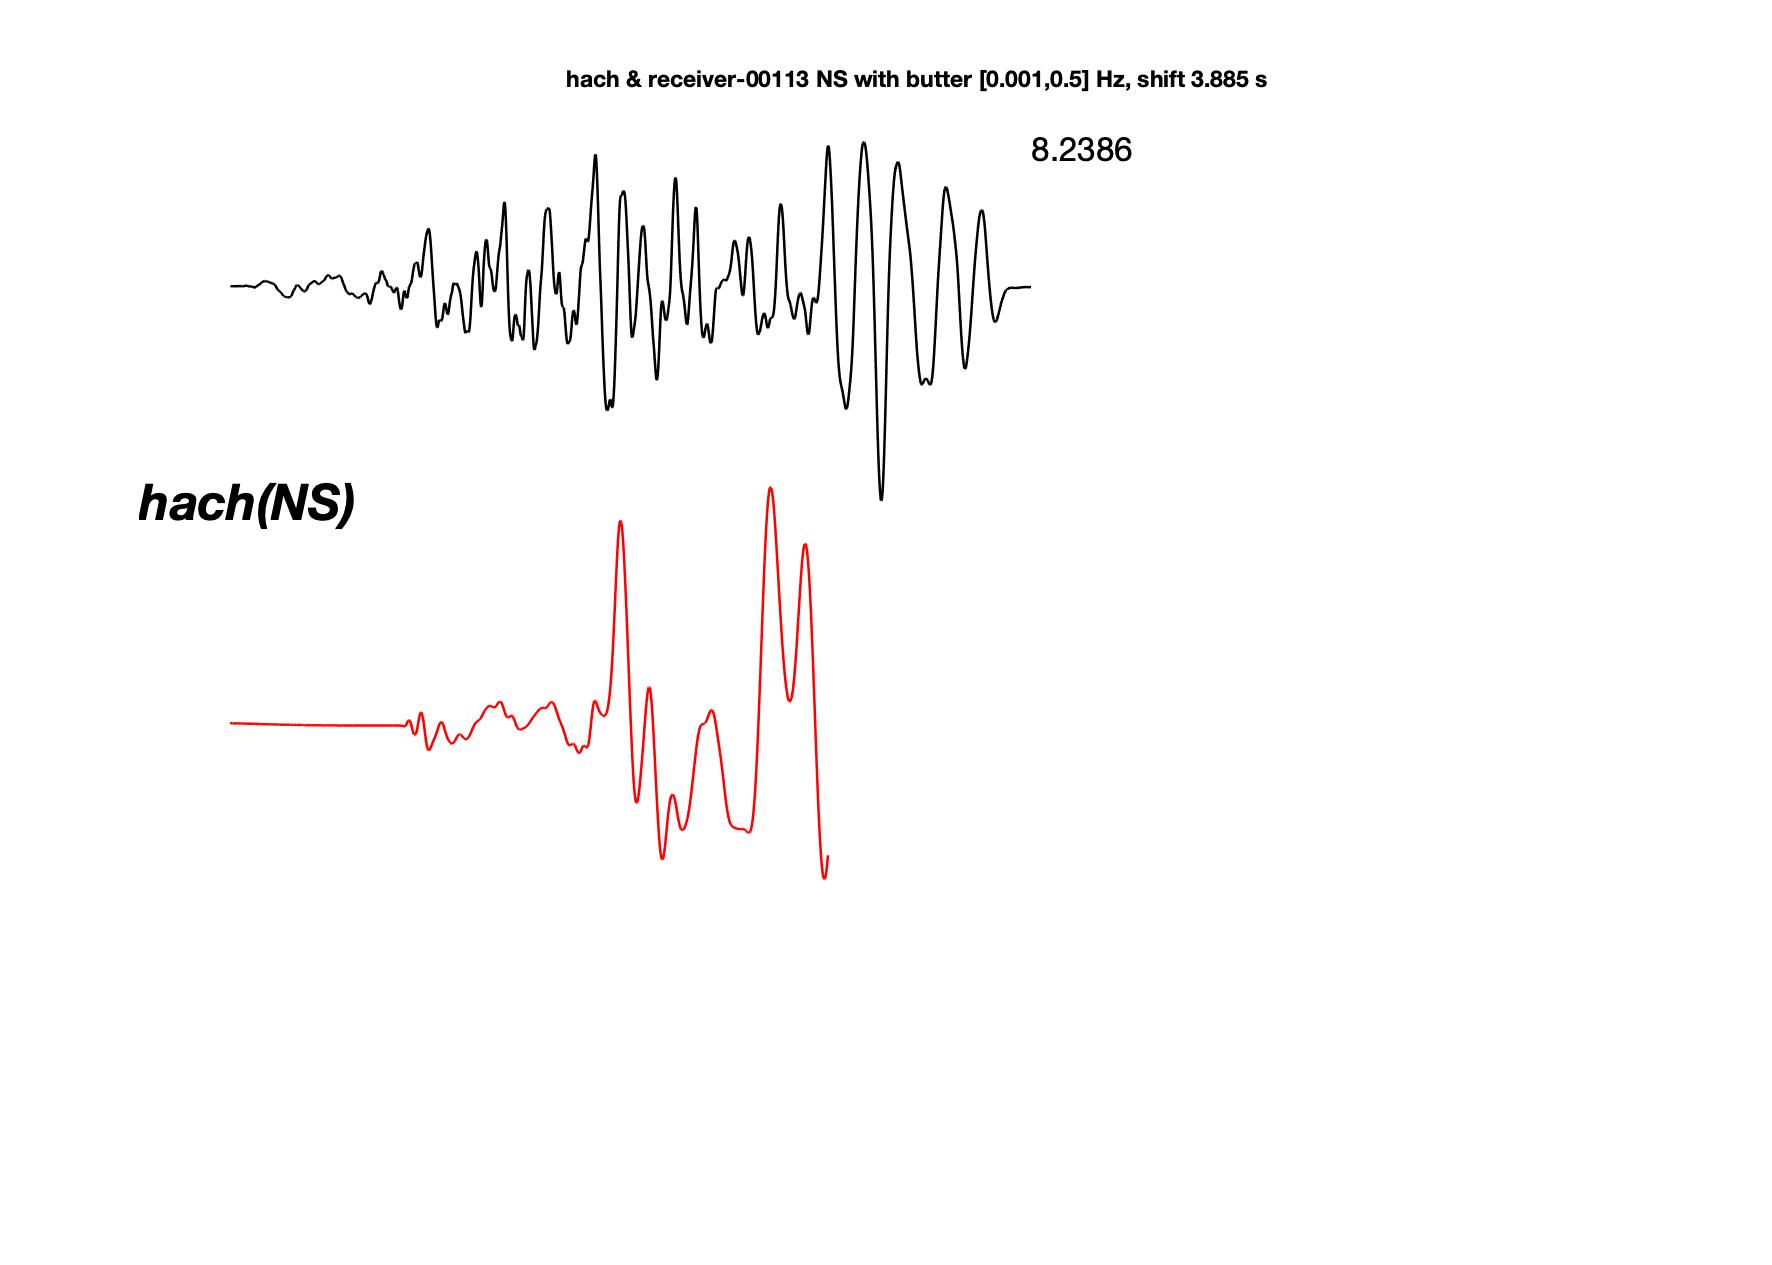 hach & receiver-00113 NS with butter [0.001,0.5] Hz, shift 3.885 s
8.2386
hach(NS)